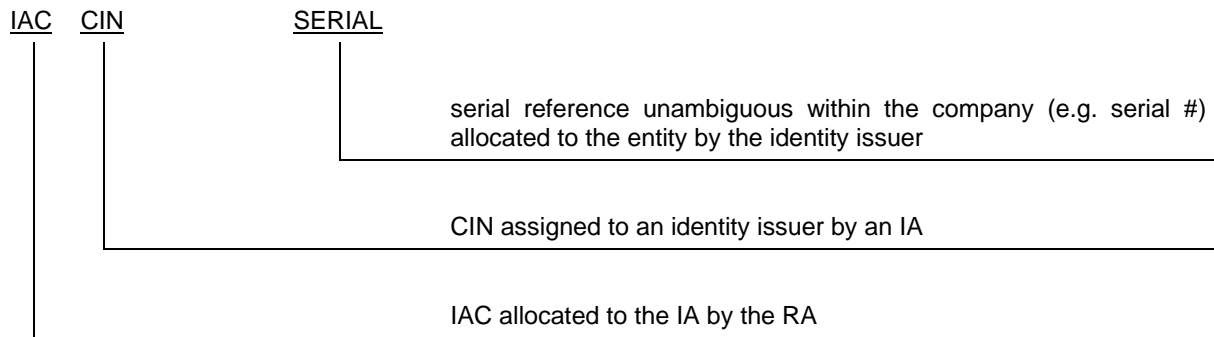 IAC CIN SERIAL
serial reference unambiguous within the company (e.g. serial #)
allocated to the entity by the identity issuer
CIN assigned to an identity issuer by an IA
IAC allocated to the IA by the RA